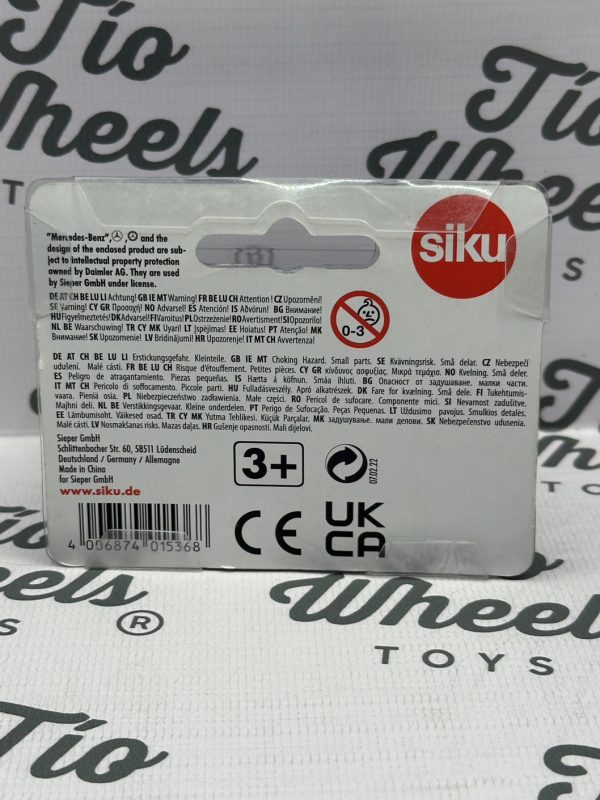 Tío
Wheels
TOYS
Tío
Wheels
TOYS
"Mercedes-Benz", and the
design of the enclosed product are sub-
ject to intellectual property protection
owned by Daimler AG. They are used
by Sieper GmbH under license.
siku
DE AT CH BE LU LI Achtung! GB IE MT Warning! FR BE LU CH Attention ! CZ Upozornění!
SE Varning! CY GR Προσοχή! ES Atención! IS Aðvörun! BG Внимание!
HU Figyelmeztetés! DK Advarsel! FI Varoitus! PL Ostrzeżenie! RO Avertisment! SI Opozorilo!
NL BE Waarschuwing! TR CY MK Uyari! LT Įspėjimas! EE Hoiatus! PT Atenção! MK
Внимание! SK Upozornenie! LV Brīdinājumi! HR Upozorenje! IT MT CH Avvertenza!
0-3
DE AT CH BE LU LI Erstickungsgefahr. Kleinteile. GB IE MT Choking Hazard. Small parts. SE Kvävningsrisk. Små delar. CZ Nebezpečí
udušení. Malé části. FR BE LU CH Risque d'étouffement. Petites pièces. CY GR κίνδυνος ασφυξίας. Μικρά τεμάχια. NO Kvelning. Små deler.
ES Peligro de atragantamiento. Piezas pequeñas. IS Hætta á köfnun. Smáa hluti. BG Опасност от задушаване. малки части.
IT MT CH Pericolo di soffocamento. Piccole parti. HU Fulladásveszély. Apró alkatrészek. DK Fare for kvælning. Små dele. FI Tukehtumis-
vaara. Pieniä osia. PL Niebezpieczeństwo zadławienia. Małe części. RO Pericol de sufocare. Componente mici. SI Nevarnost zadušitve.
Majhni deli. NL BE Verstikkingsgevaar. Kleine onderdelen. PT Perigo de Sufocação. Peças Pequenas. LT Uždusimo pavojus. Smulkios detalės.
EE Lämbumisoht. Väikesed osad. TR CY MK Yutma Tehlikesi. Küçük Parçalar. MK задушување. мали делови. SK Nebezpečenstvo udusenia.
Malé části. LV Nosmakšanas risks. Mazas daļas. HR Gušenje opasnosti. Mali dijelovi.
Sieper GmbH
Schlittenbacher Str. 60, 58511 Lüdenscheid
Deutschland / Germany / Allemagne
Made in China
for Sieper GmbH
www.siku.de
3+
07.02.22
4 006874 015368
CE
UK
CA
Wheels
S ®
Wheels
TOYS
Tío
Tío